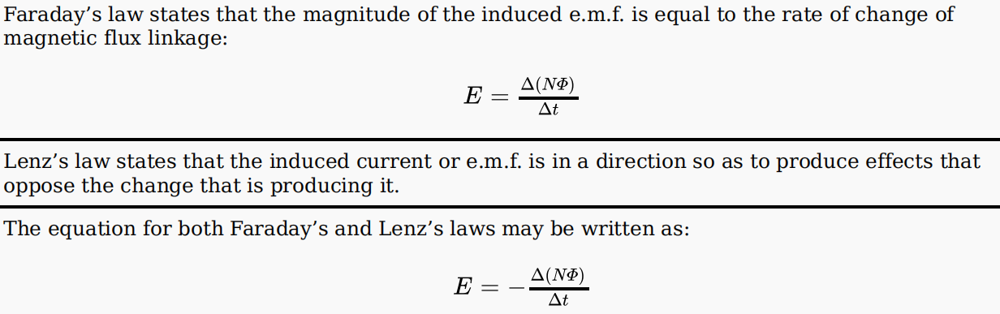 Faraday’s law states that the magnitude of the induced e.m.f. is equal to the rate of change of
magnetic flux linkage:
E = Δ(NΦ)/Δt
Lenz’s law states that the induced current or e.m.f. is in a direction so as to produce effects that
oppose the change that is producing it.
The equation for both Faraday’s and Lenz’s laws may be written as:
E = −Δ(NΦ)/Δt